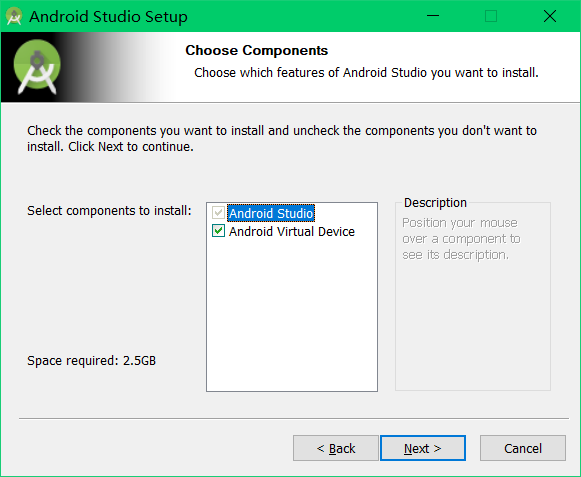 Android Studio Setup
Choose Components
Choose which features of Android Studio you want to install.
Check the components you want to install and uncheck the components you don't want to
install. Click Next to continue.
Select components to install:
Android Studio
Android Virtual Device
Description
Position your mouse
over a component to
see its description.
Space required: 2.5GB
< Back
Next >
Cancel